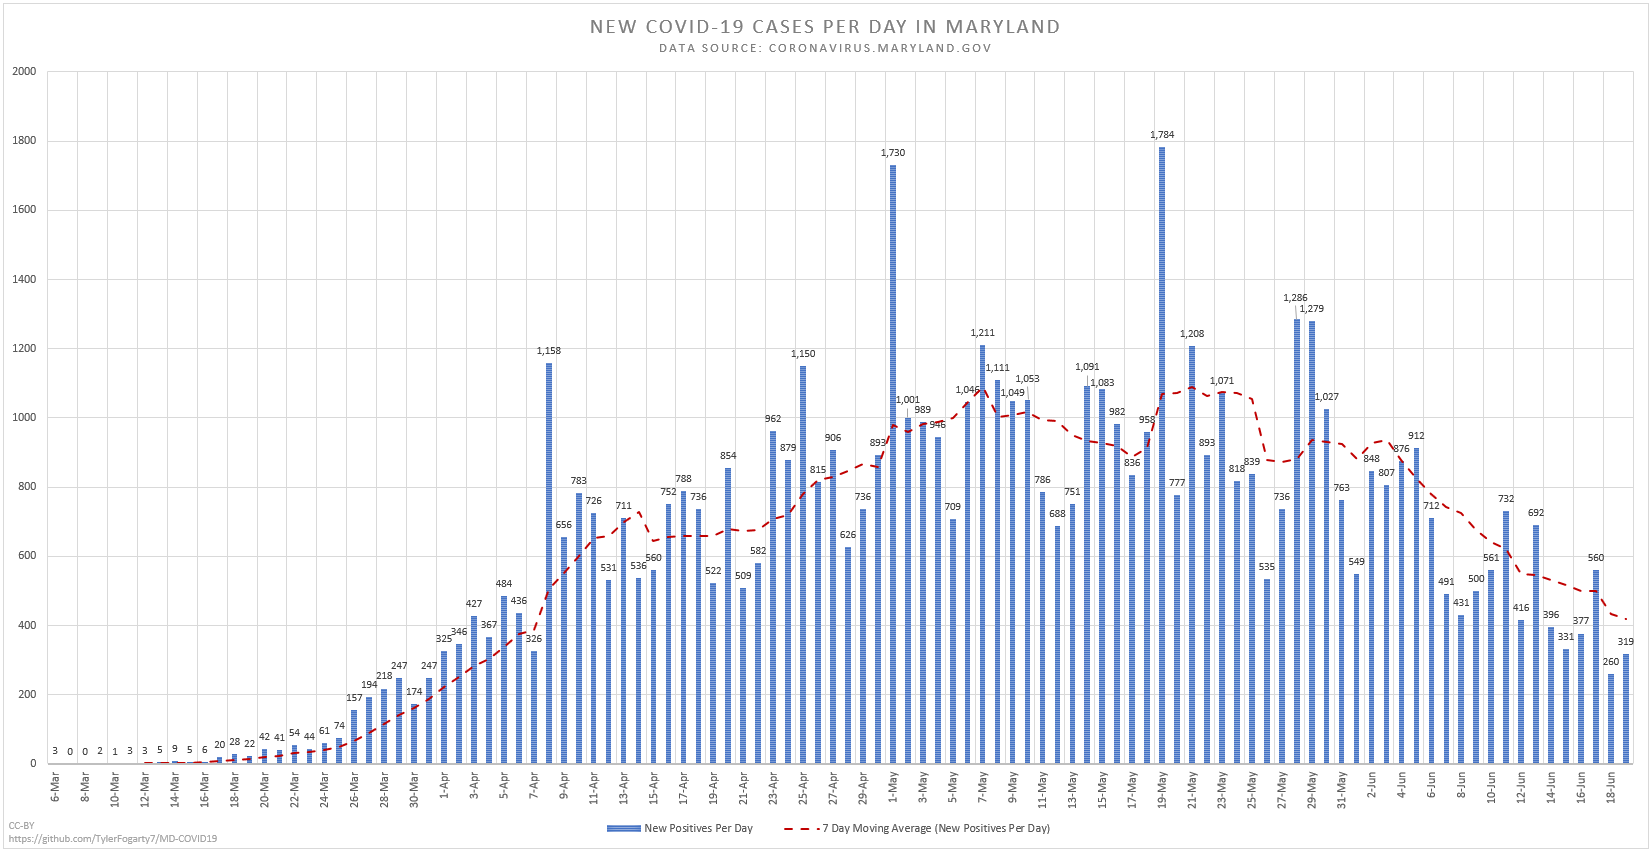 NEW COVID-19 CASES PER DAY IN MARYLAND
DATA SOURCE: CORONAVIRUS.MARYLAND.GOV
2000
1800
1600
1400
1200
1000
800
600
400
200
0
3 0 0 2 1 3 3 5 9 5 6 20 28 22 42 41 54 44 61 74 157 194 218 247 174 247 325 346 427 367 484 436 326 1,158 656 783 726 531 711 536 560 752 788 736 522 854 509 582 962 879 1,150 815 906 626 736 893 1,730 1,001 989 946 709 1,046 1,211 1,111 1,049 1,053 786 688 751 1,091 1,083 982 836 958 1,784 777 1,208 893 1,071 818 839 535 736 1,286 1,279 1,027 763 549 848 807 876 912 712 491 431 500 561 732 416 692 396 331 377 560 260 319
6-Mar 8-Mar 10-Mar 12-Mar 14-Mar 16-Mar 18-Mar 20-Mar 22-Mar 24-Mar 26-Mar 28-Mar 30-Mar 1-Apr 3-Apr 5-Apr 7-Apr 9-Apr 11-Apr 13-Apr 15-Apr 17-Apr 19-Apr 21-Apr 23-Apr 25-Apr 27-Apr 29-Apr 1-May 3-May 5-May 7-May 9-May 11-May 13-May 15-May 17-May 19-May 21-May 23-May 25-May 27-May 29-May 31-May 2-Jun 4-Jun 6-Jun 8-Jun 10-Jun 12-Jun 14-Jun 16-Jun 18-Jun
New Positives Per Day 7 Day Moving Average (New Positives Per Day)
CC-BY
https://github.com/TylerFogarty7/MD-COVID19